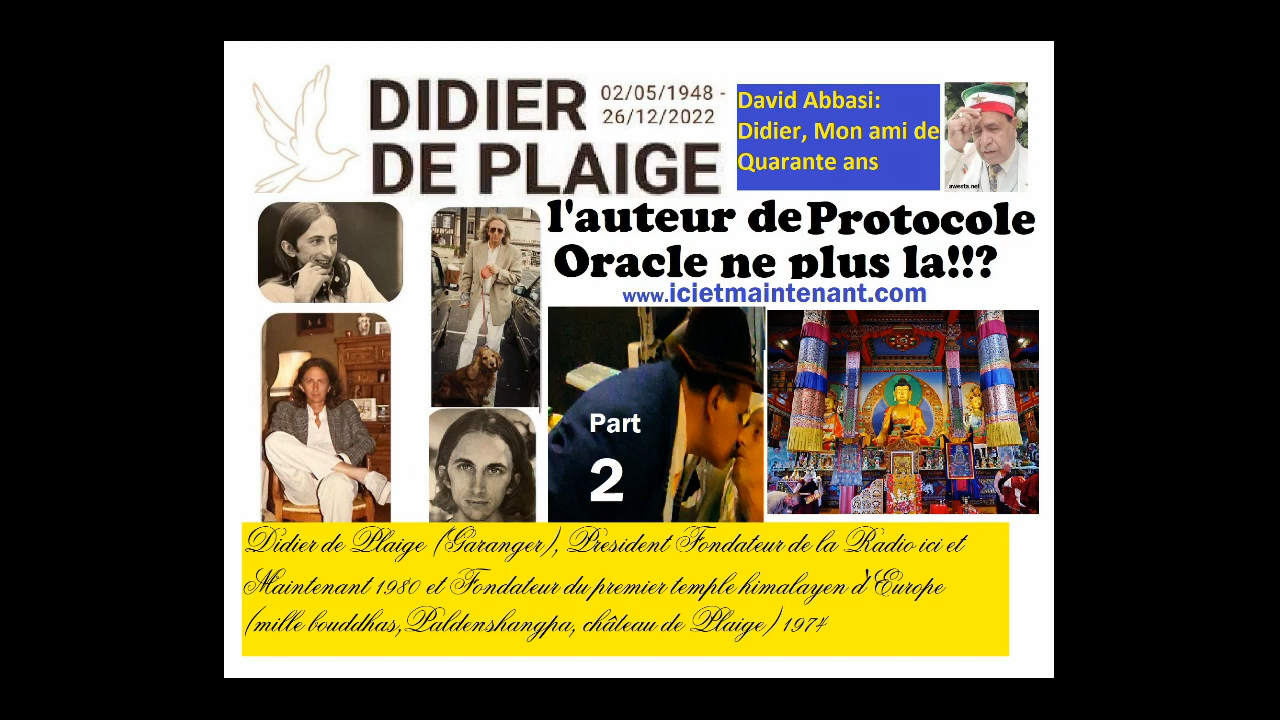 DIDIER
DE PLAIGE
02/05/1948 -
26/12/2022
David Abbasi:
Didier, Mon ami de
Quarante ans
awesta.net
l'auteur de Protocole
Oracle ne plus la!!?
www.icietmaintenant.com
Part
2
Didier de Plaige (Garanger), President Fondateur de la Radio ici et
Maintenant 1980 et Fondateur du premier temple himalayen d'Europe
(mille bouddhas, Paldenshangpa, château de Plaige) 1974